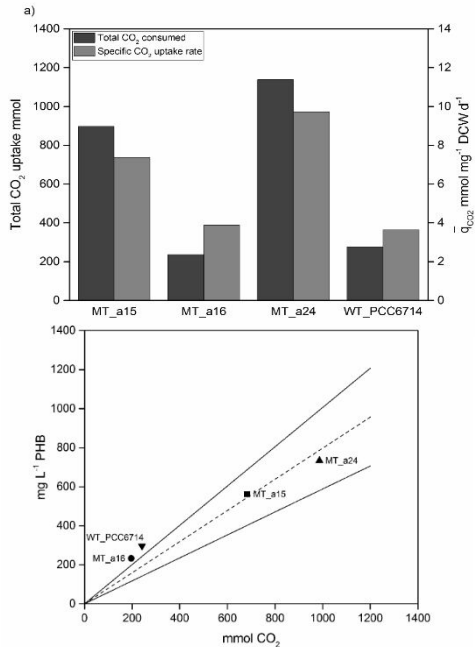 a)
Total CO₂ consumed
Specific CO₂ uptake rate
Total CO₂ uptake mmol
1400
1200
1000
800
600
400
200
0
14
12
10
8
6
4
2
0
q̅CO2 mmol mg⁻¹ DCW d⁻¹
MT_a15 MT_a16 MT_a24 WT_PCC6714
mg L⁻¹ PHB
1400
1200
1000
800
600
400
200
0
MT_a24
MT_a15
WT_PCC6714
MT_a16
0 200 400 600 800 1000 1200 1400
mmol CO₂